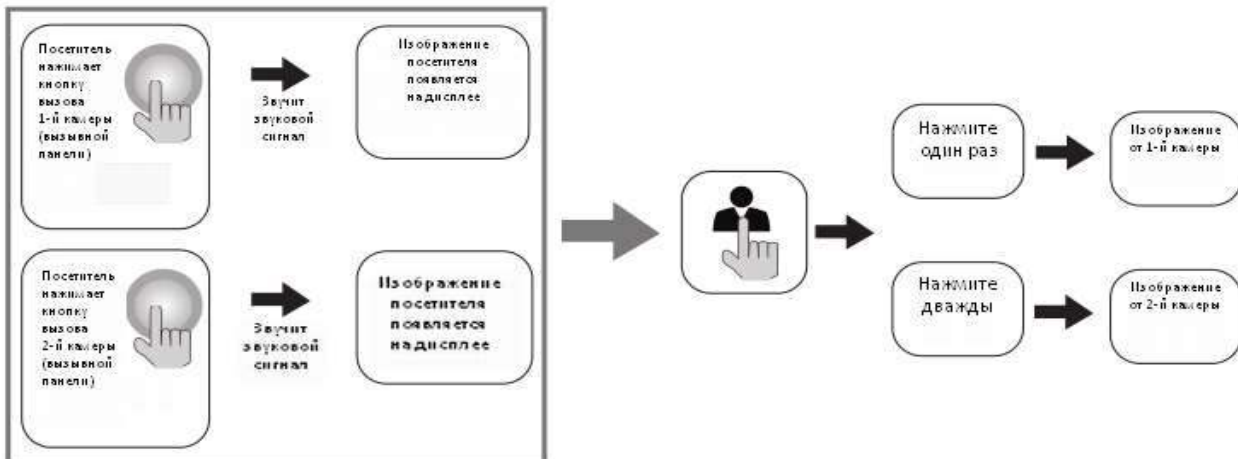 Посетитель
нажимает
кнопку
вызова
1-й камеры
(вызывной
панели)
Звучит
звуковой
сигнал
Изображение
посетителя
появляется
на дисплее
Посетитель
нажимает
кнопку
вызова
2-й камеры
(вызывной
панели)
Звучит
звуковой
сигнал
Изображение
посетителя
появляется
на дисплее
Нажмите
один раз
Изображение
от 1-й камеры
Нажмите
дважды
Изображение
от 2-й камеры